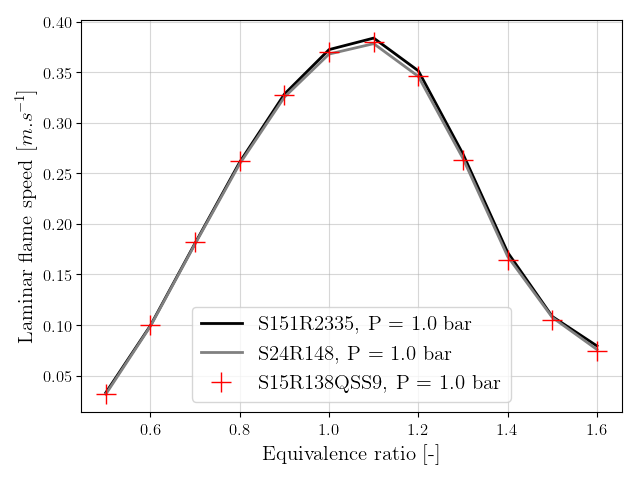 0.40
0.35
0.30
0.25
0.20
0.15
0.10
0.05
Laminar flame speed [m.s⁻¹]
S151R2335, P = 1.0 bar
S24R148, P = 1.0 bar
S15R138QSS9, P = 1.0 bar
0.6 0.8 1.0 1.2 1.4 1.6
Equivalence ratio [-]